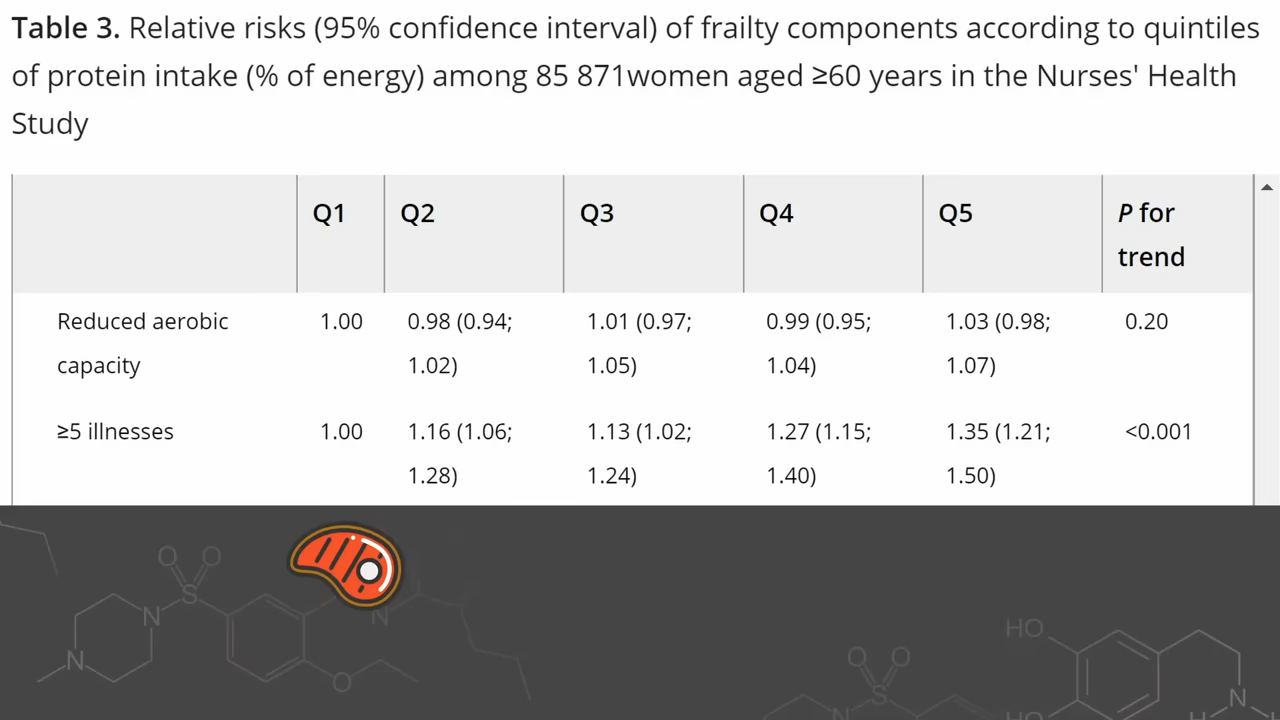 Table 3. Relative risks (95% confidence interval) of frailty components according to quintiles
of protein intake (% of energy) among 85 871women aged ≥60 years in the Nurses' Health
Study
Q1 Q2 Q3 Q4 Q5 P for
trend
Reduced aerobic 1.00 0.98 (0.94; 1.01 (0.97; 0.99 (0.95; 1.03 (0.98; 0.20
capacity 1.02) 1.05) 1.04) 1.07)
≥5 illnesses 1.00 1.16 (1.06; 1.13 (1.02; 1.27 (1.15; 1.35 (1.21; <0.001
1.28) 1.24) 1.40) 1.50)
O O
S
N
N
N
O
HO
O O
S
N
N
HO
H